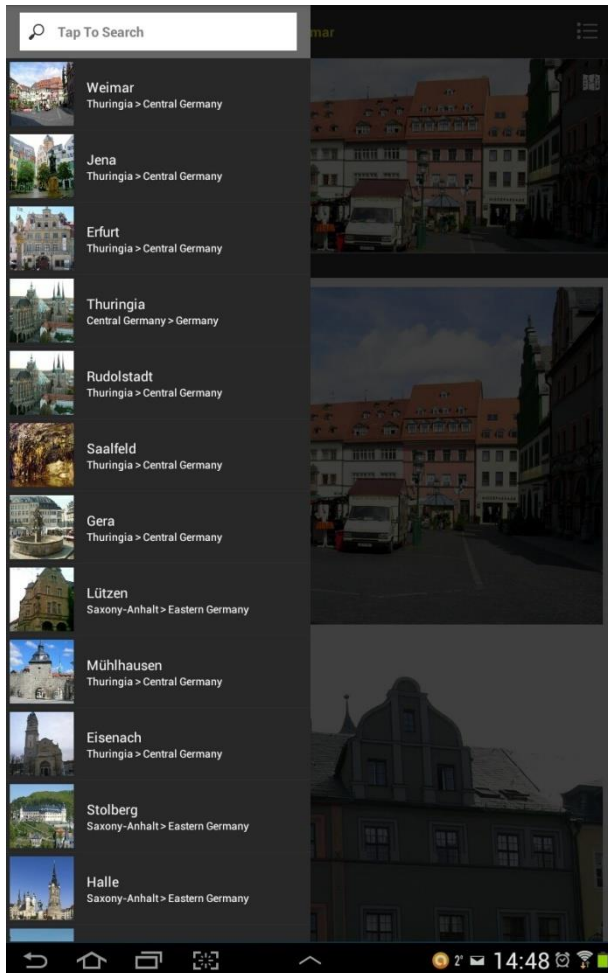 Tap To Search
mar
Weimar
Thuringia > Central Germany
Jena
Thuringia > Central Germany
Erfurt
Thuringia > Central Germany
Thuringia
Central Germany > Germany
Rudolstadt
Thuringia > Central Germany
Saalfeld
Thuringia > Central Germany
Gera
Thuringia > Central Germany
Lützen
Saxony-Anhalt > Eastern Germany
Mühlhausen
Thuringia > Central Germany
Eisenach
Thuringia > Central Germany
Stolberg
Saxony-Anhalt > Eastern Germany
Halle
Saxony-Anhalt > Eastern Germany
2° 14:48